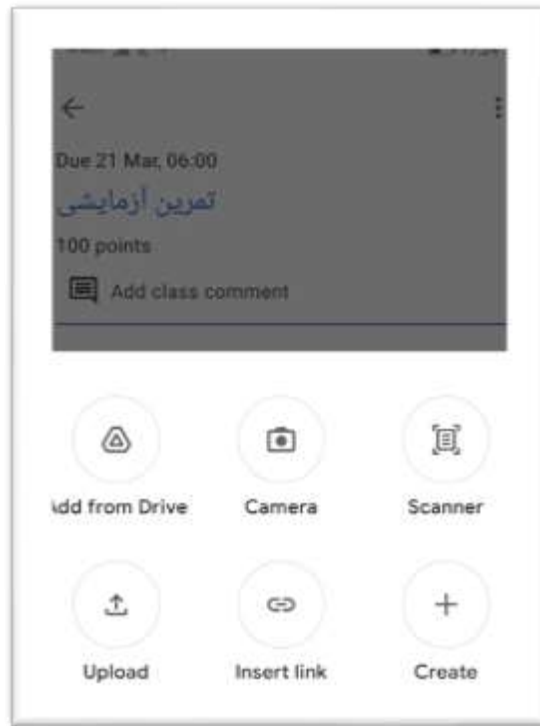 Due 21 Mar, 06:00
تمرین آزمایشی
100 points
Add class comment
Add from Drive
Camera
Scanner
Upload
Insert link
Create